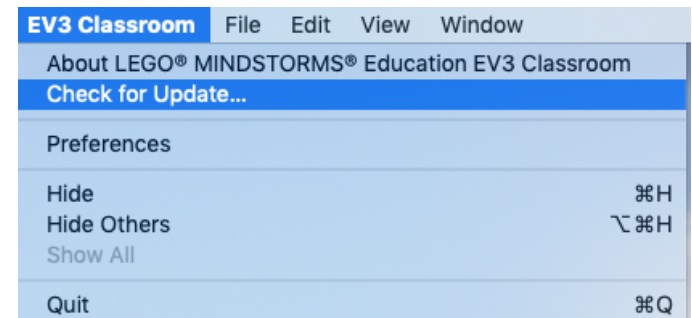 EV3 Classroom File Edit View Window
About LEGO® MINDSTORMS® Education EV3 Classroom
Check for Update...
Preferences
Hide ⌘H
Hide Others ⌥⌘H
Show All
Quit ⌘Q